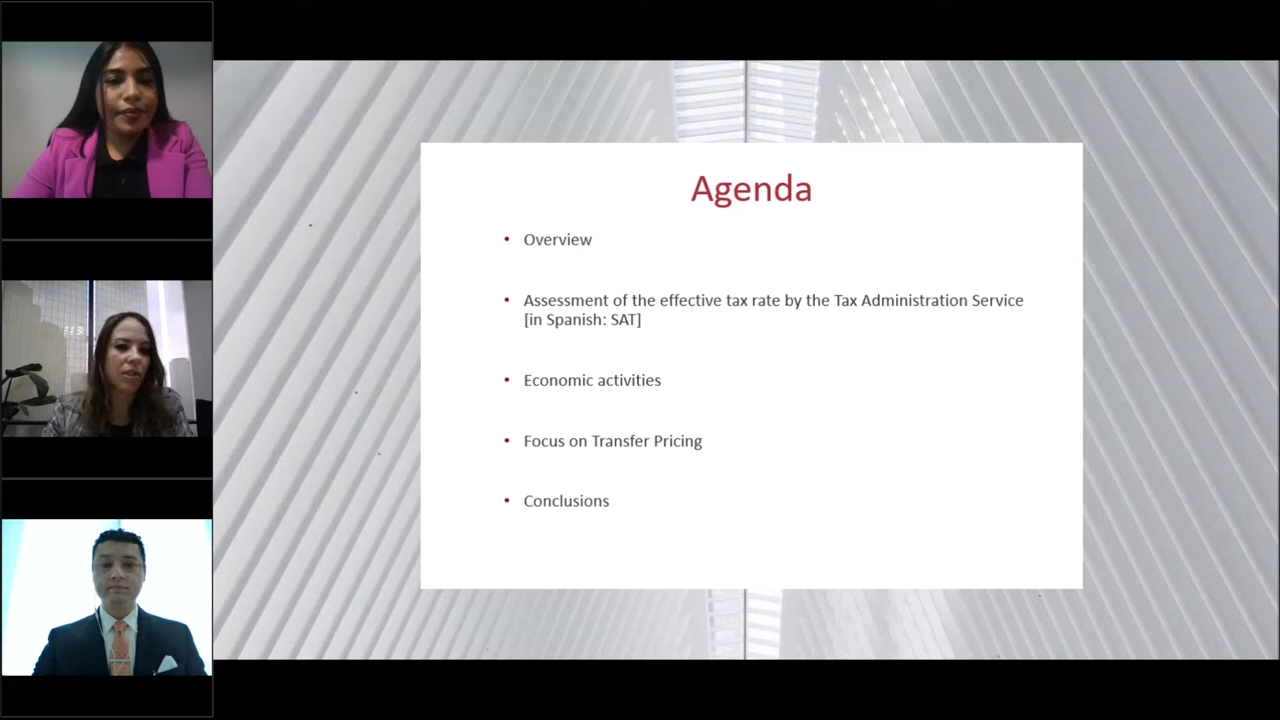 Agenda
• Overview
• Assessment of the effective tax rate by the Tax Administration Service
[in Spanish: SAT]
• Economic activities
• Focus on Transfer Pricing
• Conclusions